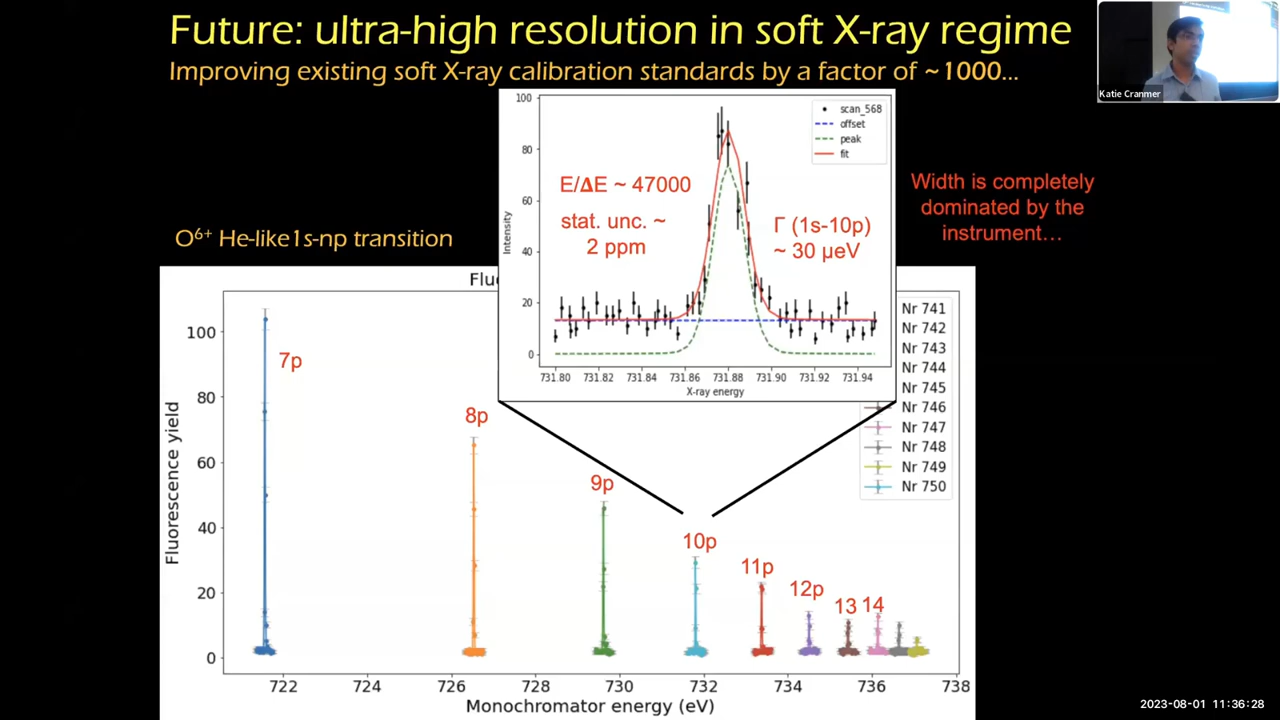 Future: ultra-high resolution in soft X-ray regime
Improving existing soft X-ray calibration standards by a factor of ~1000...
Katie Cranmer
100
80
60
40
20
0
Intensity
scan_568
offset
peak
fit
E/ΔE ~ 47000
stat. unc. ~
2 ppm
Γ (1s-10p)
~ 30 μeV
731.80 731.82 731.84 731.86 731.88 731.90 731.92 731.94
X-ray energy
Width is completely
dominated by the
instrument...
O⁶⁺ He-like1s-np transition
100
80
60
40
20
0
Fluorescence yield
7p
8p
9p
10p
11p
12p
13
14
Nr 741
Nr 742
Nr 743
Nr 744
Nr 745
Nr 746
Nr 747
Nr 748
Nr 749
Nr 750
722 724 726 728 730 732 734 736 738
Monochromator energy (eV)
2023-08-01 11:36:28